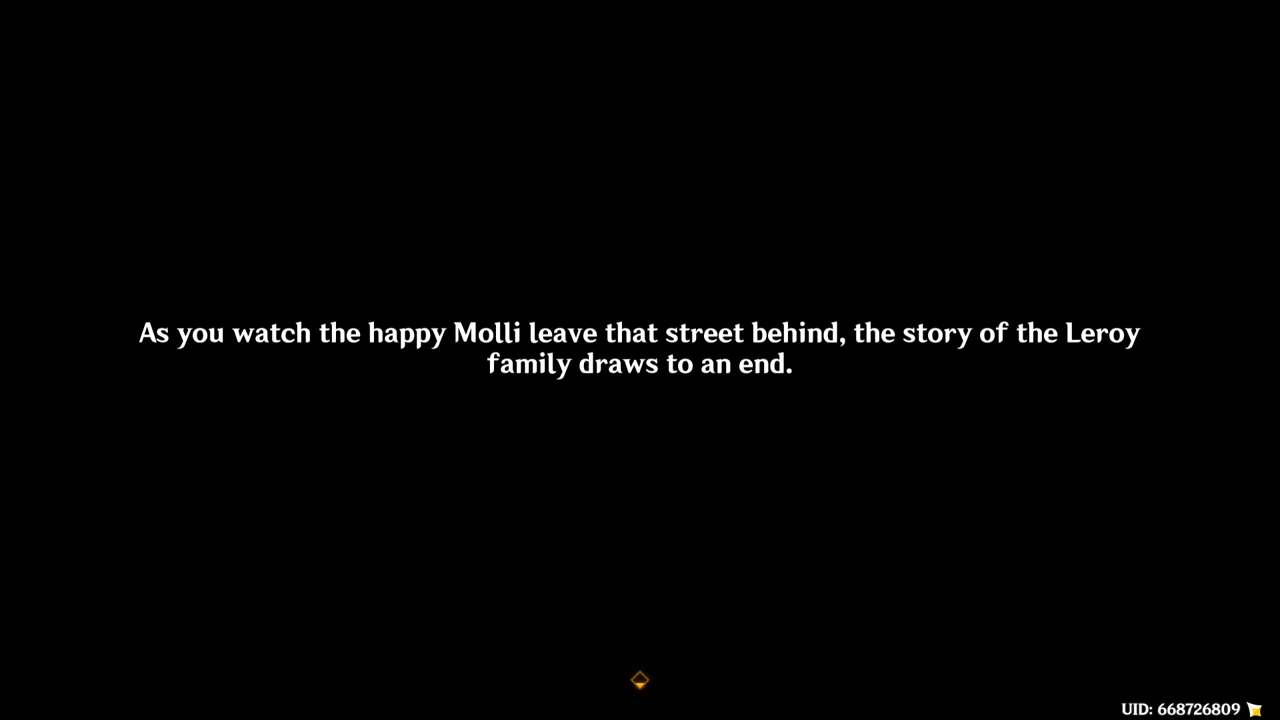 As you watch the happy Molli leave that street behind, the story of the Leroy
family draws to an end.
UID: 668726809